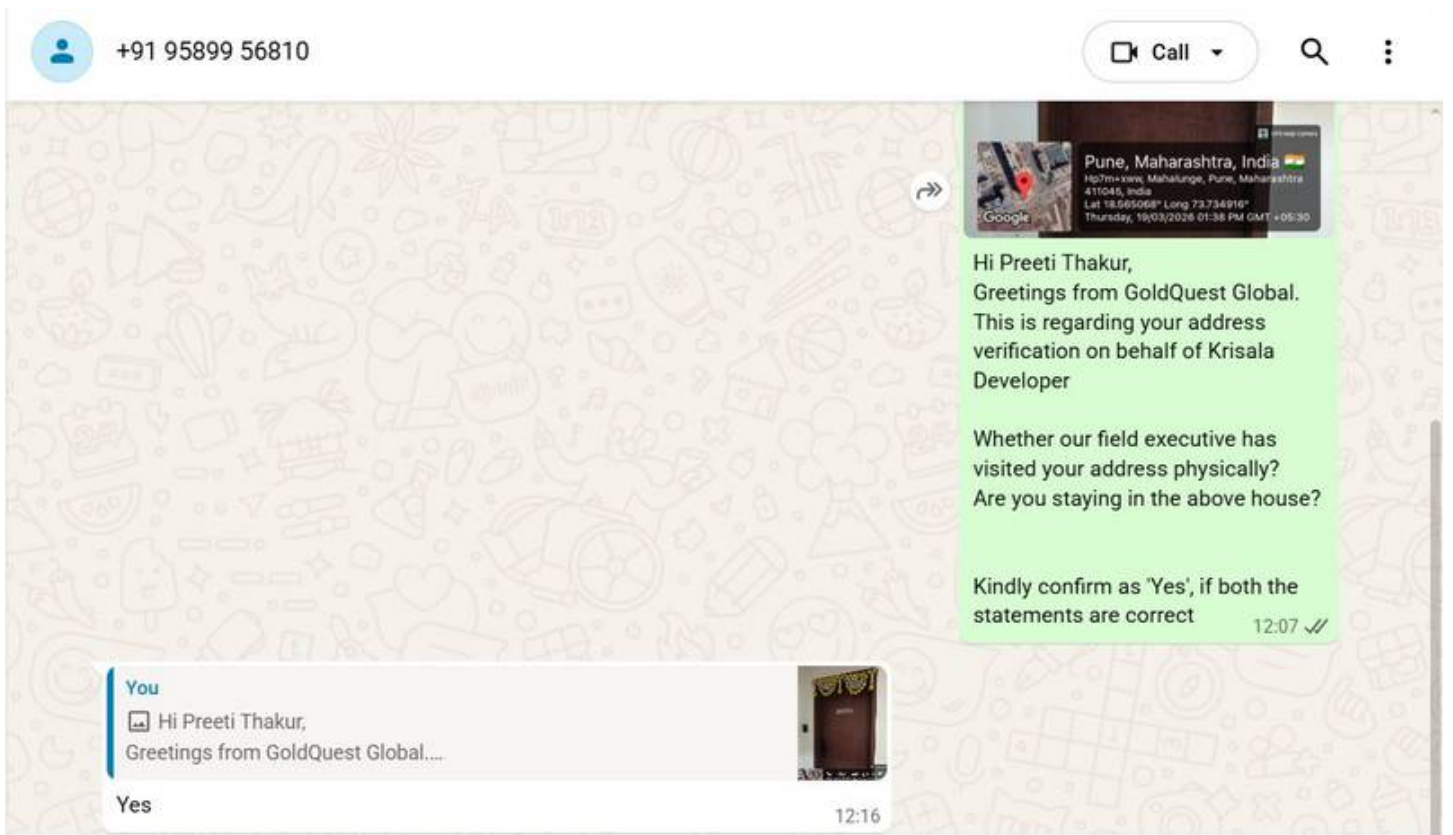 +91 95899 56810
Call
Pune, Maharashtra, India
Hp7m+xww, Mahalunge, Pune, Maharashtra
411045, India
Lat 18.565068° Long 73.734916°
Thursday, 19/03/2026 01:38 PM GMT +05:30
Google
Hi Preeti Thakur,
Greetings from GoldQuest Global.
This is regarding your address
verification on behalf of Krisala
Developer
Whether our field executive has
visited your address physically?
Are you staying in the above house?
Kindly confirm as 'Yes', if both the
statements are correct
12:07
You
Hi Preeti Thakur,
Greetings from GoldQuest Global....
Yes
12:16